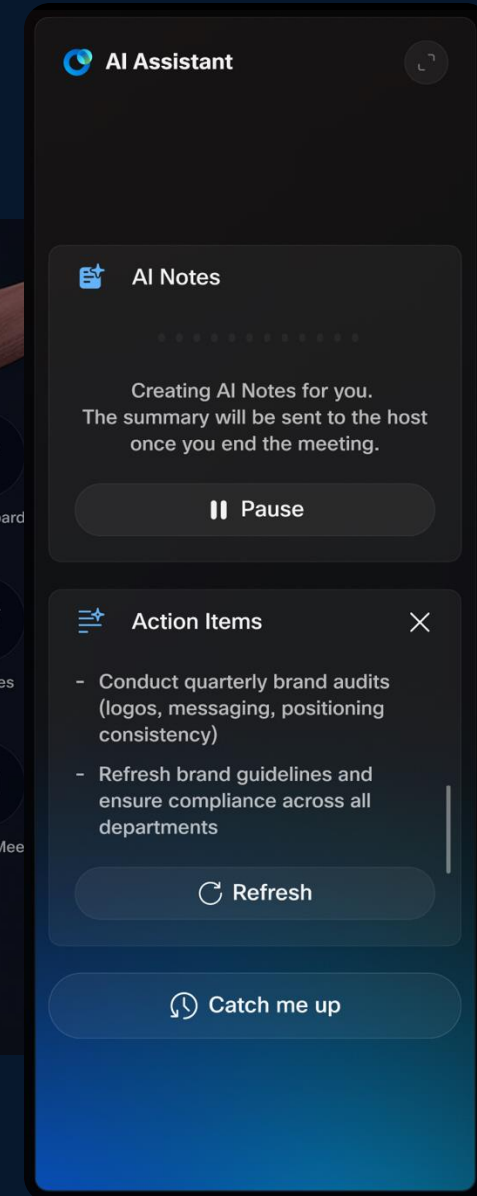 AI Assistant
AI Notes
Creating AI Notes for you.
The summary will be sent to the host
once you end the meeting.
Pause
Action Items
- Conduct quarterly brand audits
(logos, messaging, positioning
consistency)
- Refresh brand guidelines and
ensure compliance across all
departments
Refresh
Catch me up